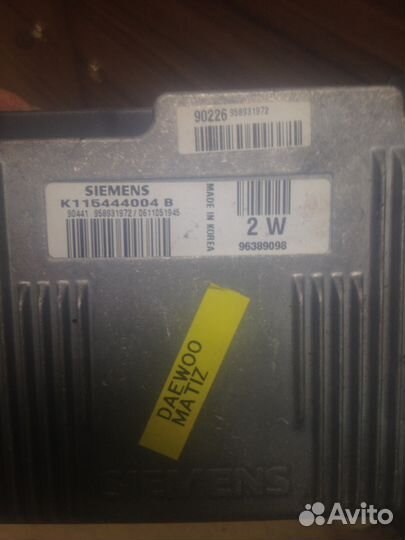 90226 958931972
SIEMENS
K115444004 B
90441 958931972 / 0611051945
MADE IN KOREA
2 W
96389098
DAEWOO
MATIZ
SIEMENS
Avito